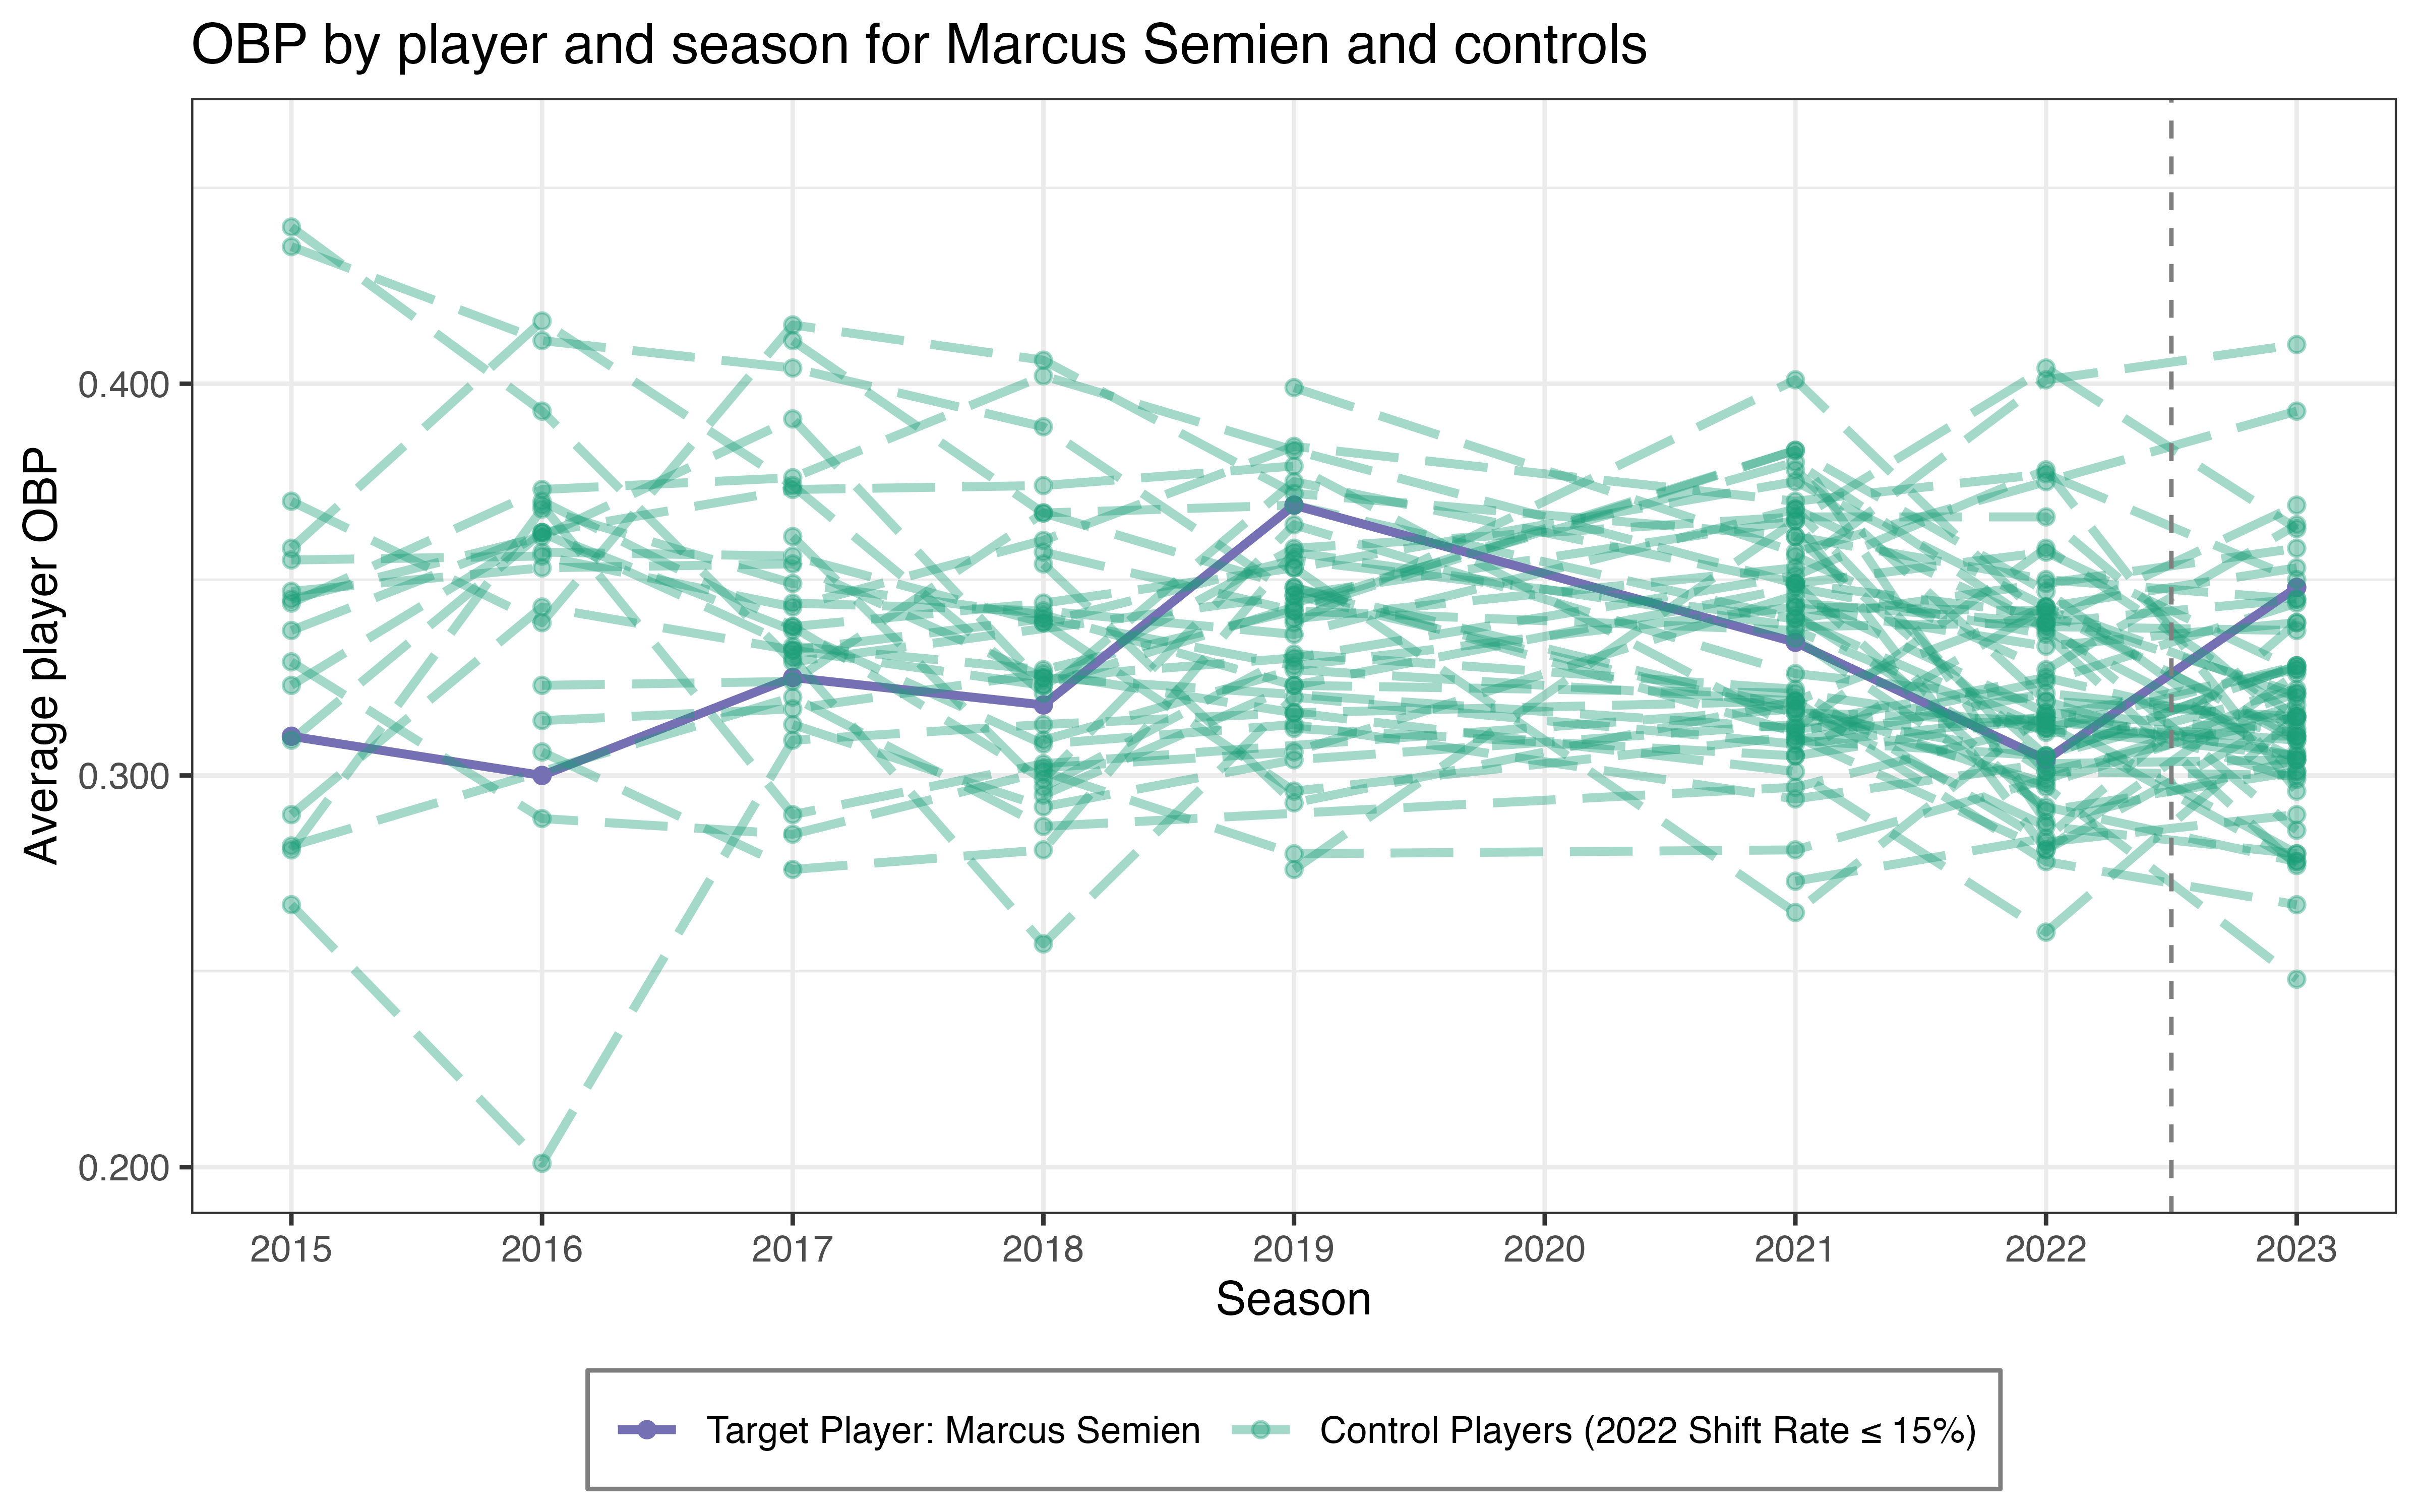 OBP by player and season for Marcus Semien and controls
Average player OBP
0.400
0.300
0.200
2015 2016 2017 2018 2019 2020 2021 2022 2023
Season
Target Player: Marcus Semien Control Players (2022 Shift Rate ≤ 15%)